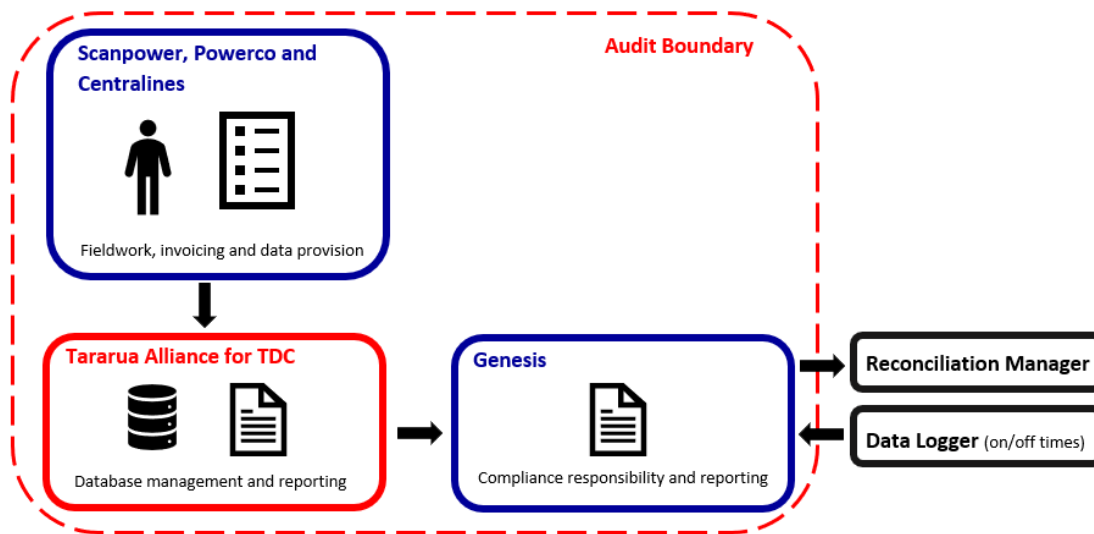 Scanpower, Powerco and
Centralines
Audit Boundary
Fieldwork, invoicing and data provision
Tararua Alliance for TDC
Database management and reporting
Genesis
Compliance responsibility and reporting
Reconciliation Manager
Data Logger (on/off times)